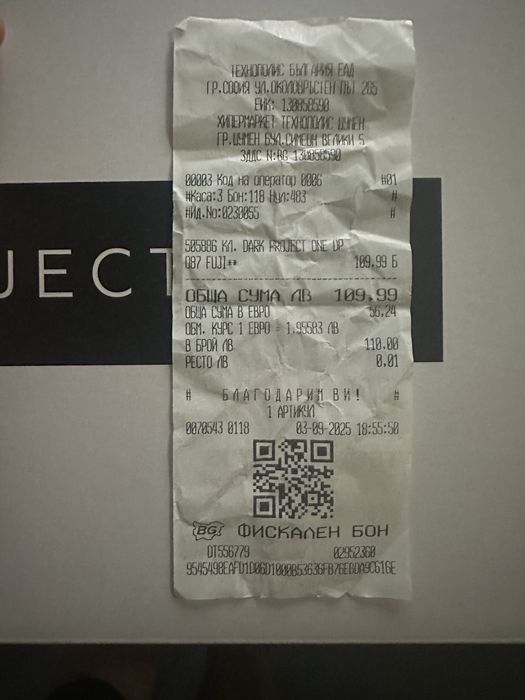 ТЕХНОПОЛИС БЪЛГАРИЯ ЕАД
ГР.СОФИЯ УЛ.ОКОЛОВРЪСТЕН ПЪТ 265
ЕИК: 130850590
ХИПЕРМАРКЕТ ТЕХНОПОЛИС ШУМЕН
ГР.ШУМЕН БУЛ.СИМЕОН ВЕЛИКИ 5
ЗДДС N:BG 130850590
00003 Код на оператор 0006 #01
#Каса:3 Бон:118 Нул:483 #
#Ид.No:0230055 #
505886 КЛ. DARK PROJECT ONE UP
Q87 FUJI** 109.99 Б
ОБЩА СУМА ЛВ 109.99
ОБЩА СУМА В ЕВРО 56.24
ОБМ. КУРС 1 ЕВРО = 1.95583 ЛВ
В БРОЙ ЛВ 110.00
РЕСТО ЛВ 0.01
# БЛАГОДАРИМ ВИ! #
1 АРТИКУЛ
0070543 0118 03-09-2025 18:55:50
BG ФИСКАЛЕН БОН
DT556779 02952360
JECT